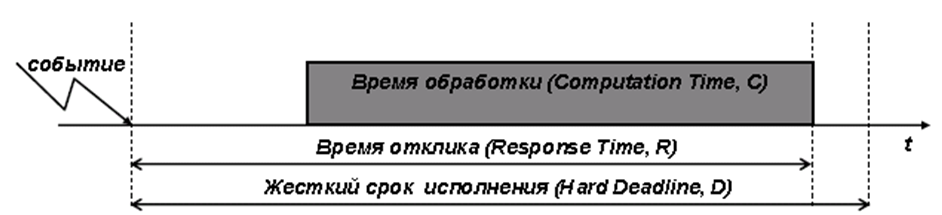 событие
Время обработки (Computation Time, C)
t
Время отклика (Response Time, R)
Жесткий срок исполнения (Hard Deadline, D)